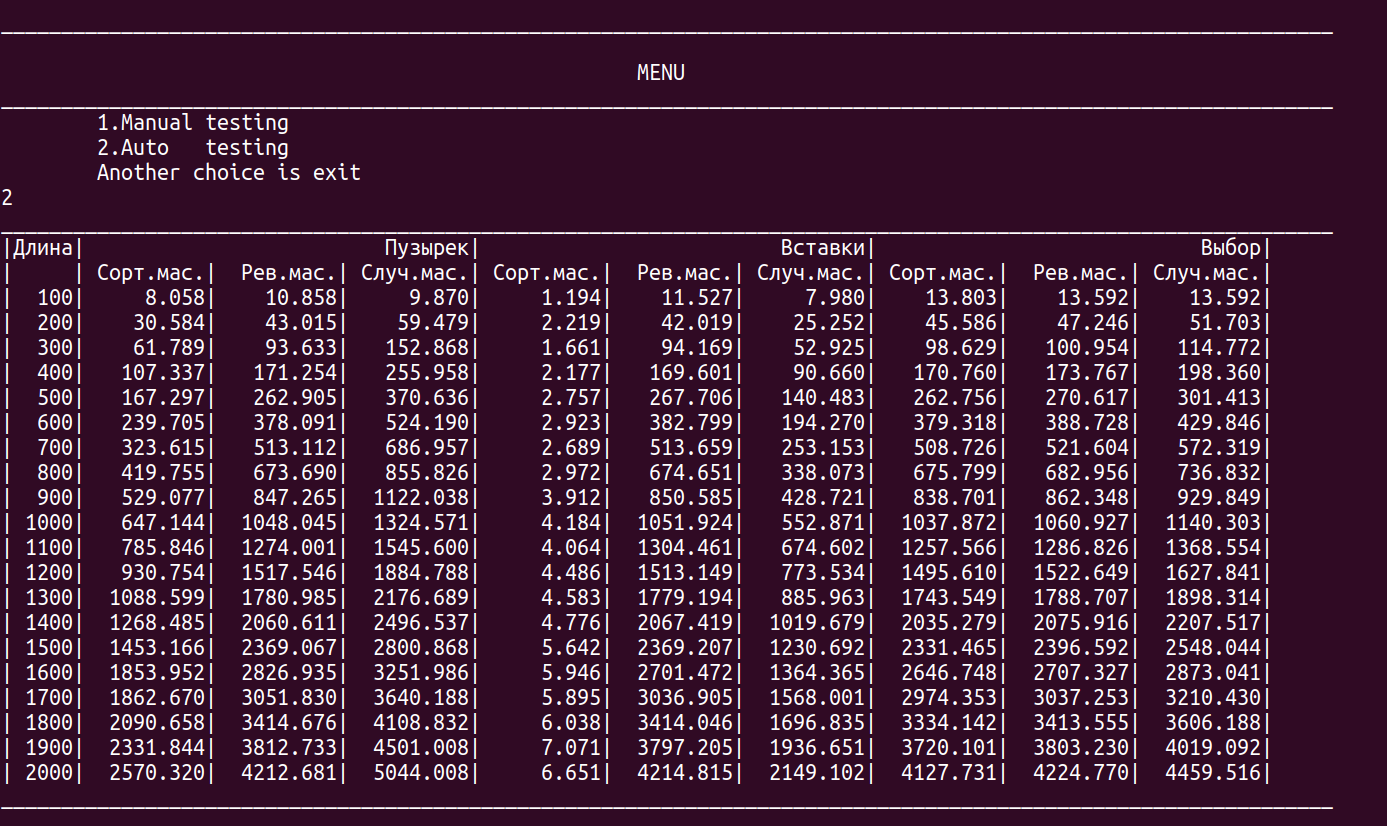 MENU
1.Manual testing
2.Auto   testing
Another choice is exit
2
|Длина|                         Пузырек|                         Вставки|                           Выбор|
|     | Сорт.мас.|  Рев.мас.| Случ.мас.| Сорт.мас.|  Рев.мас.| Случ.мас.| Сорт.мас.|  Рев.мас.| Случ.мас.|
|  100|     8.058|    10.858|     9.870|     1.194|    11.527|     7.980|    13.803|    13.592|    13.592|
|  200|    30.584|    43.015|    59.479|     2.219|    42.019|    25.252|    45.586|    47.246|    51.703|
|  300|    61.789|    93.633|   152.868|     1.661|    94.169|    52.925|    98.629|   100.954|   114.772|
|  400|   107.337|   171.254|   255.958|     2.177|   169.601|    90.660|   170.760|   173.767|   198.360|
|  500|   167.297|   262.905|   370.636|     2.757|   267.706|   140.483|   262.756|   270.617|   301.413|
|  600|   239.705|   378.091|   524.190|     2.923|   382.799|   194.270|   379.318|   388.728|   429.846|
|  700|   323.615|   513.112|   686.957|     2.689|   513.659|   253.153|   508.726|   521.604|   572.319|
|  800|   419.755|   673.690|   855.826|     2.972|   674.651|   338.073|   675.799|   682.956|   736.832|
|  900|   529.077|   847.265|  1122.038|     3.912|   850.585|   428.721|   838.701|   862.348|   929.849|
| 1000|   647.144|  1048.045|  1324.571|     4.184|  1051.924|   552.871|  1037.872|  1060.927|  1140.303|
| 1100|   785.846|  1274.001|  1545.600|     4.064|  1304.461|   674.602|  1257.566|  1286.826|  1368.554|
| 1200|   930.754|  1517.546|  1884.788|     4.486|  1513.149|   773.534|  1495.610|  1522.649|  1627.841|
| 1300|  1088.599|  1780.985|  2176.689|     4.583|  1779.194|   885.963|  1743.549|  1788.707|  1898.314|
| 1400|  1268.485|  2060.611|  2496.537|     4.776|  2067.419|  1019.679|  2035.279|  2075.916|  2207.517|
| 1500|  1453.166|  2369.067|  2800.868|     5.642|  2369.207|  1230.692|  2331.465|  2396.592|  2548.044|
| 1600|  1853.952|  2826.935|  3251.986|     5.946|  2701.472|  1364.365|  2646.748|  2707.327|  2873.041|
| 1700|  1862.670|  3051.830|  3640.188|     5.895|  3036.905|  1568.001|  2974.353|  3037.253|  3210.430|
| 1800|  2090.658|  3414.676|  4108.832|     6.038|  3414.046|  1696.835|  3334.142|  3413.555|  3606.188|
| 1900|  2331.844|  3812.733|  4501.008|     7.071|  3797.205|  1936.651|  3720.101|  3803.230|  4019.092|
| 2000|  2570.320|  4212.681|  5044.008|     6.651|  4214.815|  2149.102|  4127.731|  4224.770|  4459.516|